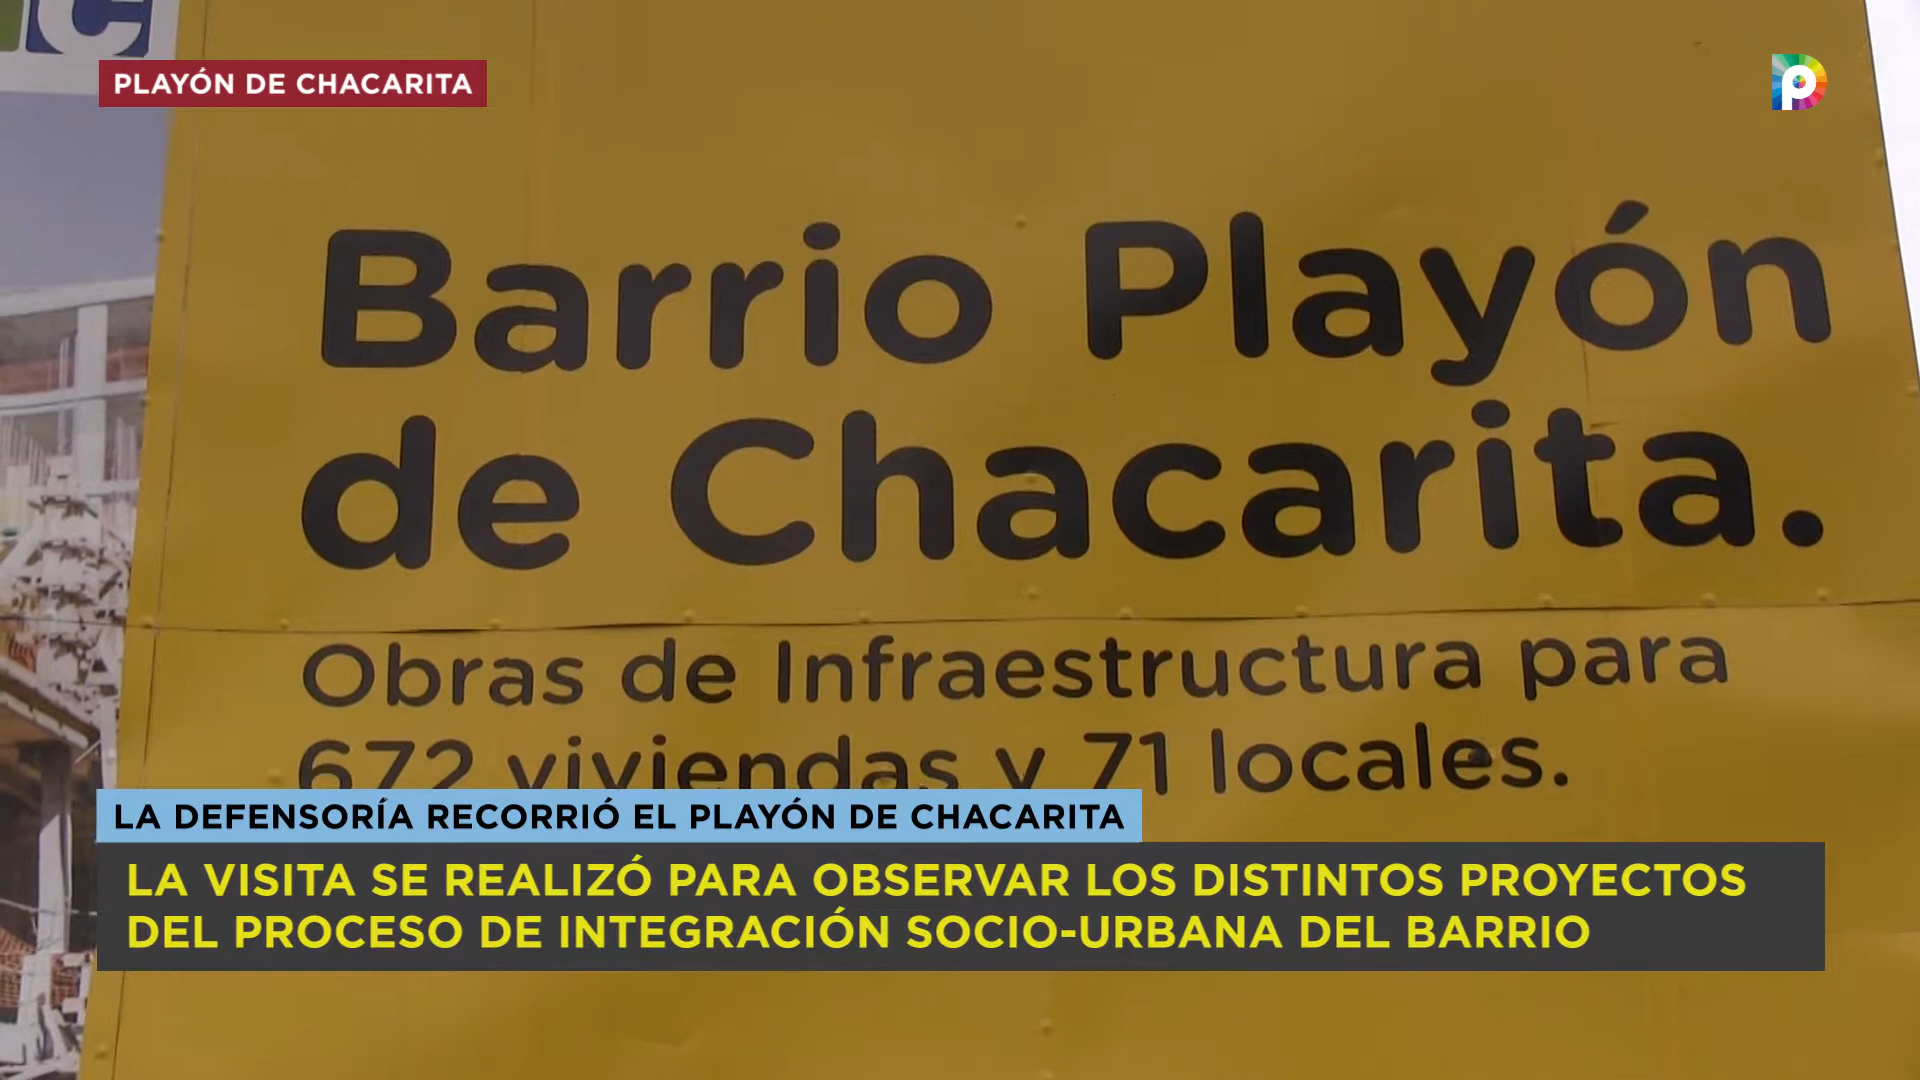 PLAYÓN DE CHACARITA
Barrio Playón
de Chacarita.
Obras de Infraestructura para
672 viviendas y 71 locales.
LA DEFENSORÍA RECORRIÓ EL PLAYÓN DE CHACARITA
LA VISITA SE REALIZÓ PARA OBSERVAR LOS DISTINTOS PROYECTOS
DEL PROCESO DE INTEGRACIÓN SOCIO-URBANA DEL BARRIO